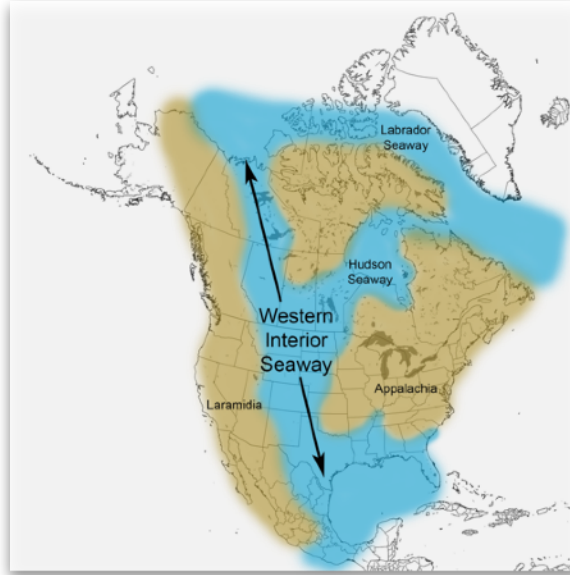 Labrador
Seaway
Hudson
Seaway
Western
Interior
Seaway
Laramidia
Appalachia